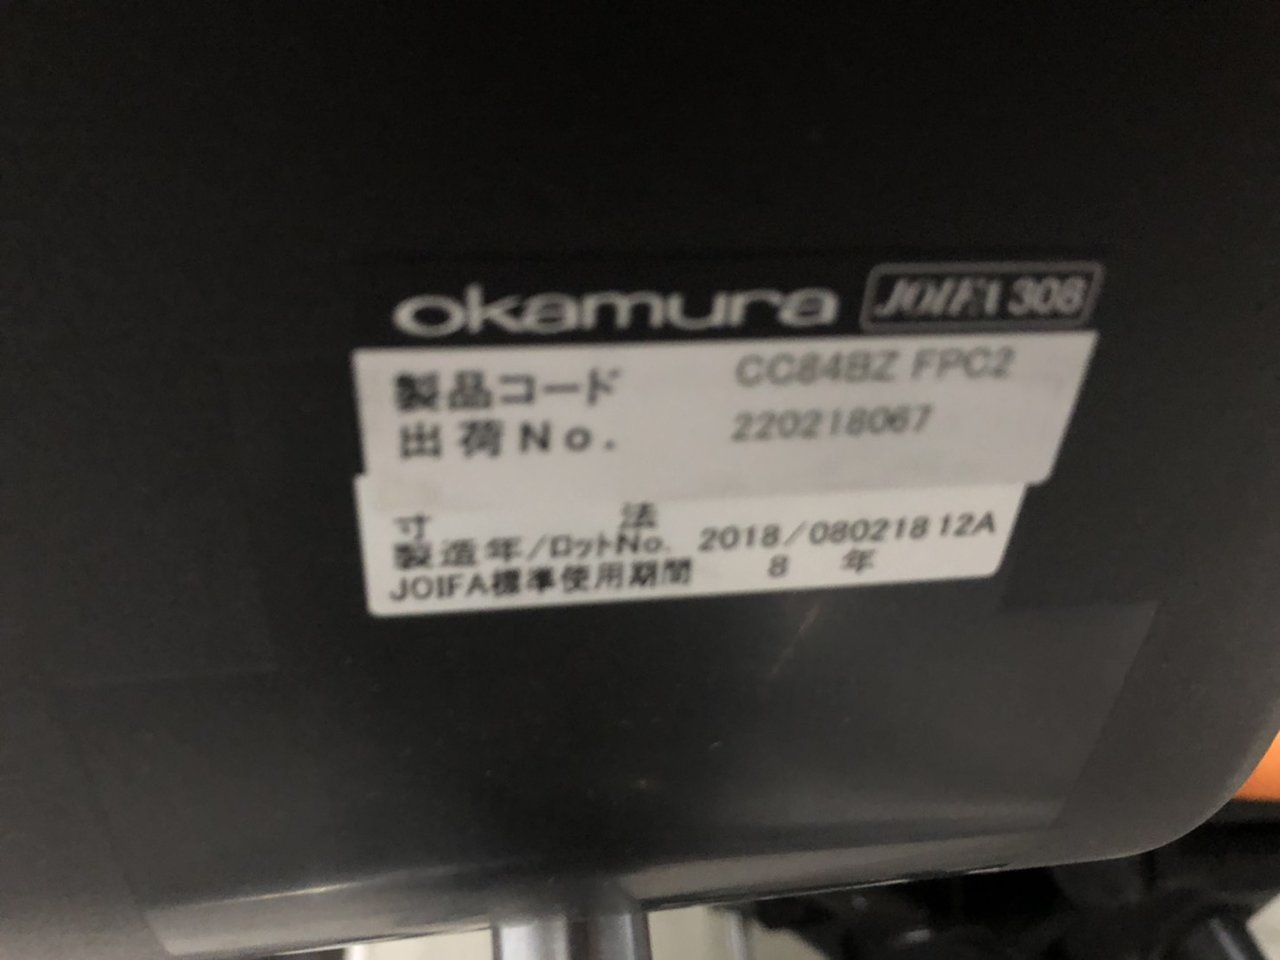 okamura JOIFA 308
製品コード CC84BZ FPC2
出荷No. 220218067
寸法
製造年/ロットNo. 2018/08021812A
JOIFA標準使用期間 8年